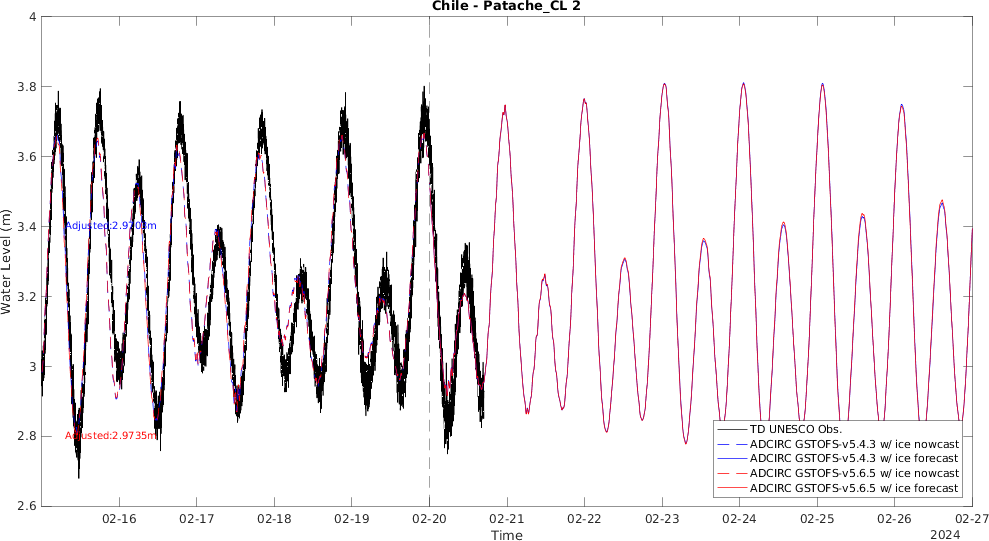 Chile - Patache_CL 2
4
3.8
3.6
3.4
3.2
3
2.8
2.6
Water Level (m)
Adjusted:2.9203m
Adjusted:2.9735m
TD UNESCO Obs.
ADCIRC GSTOFS-v5.4.3 w/ ice nowcast
ADCIRC GSTOFS-v5.4.3 w/ ice forecast
ADCIRC GSTOFS-v5.6.5 w/ ice nowcast
ADCIRC GSTOFS-v5.6.5 w/ ice forecast
02-16 02-17 02-18 02-19 02-20 02-21 02-22 02-23 02-24 02-25 02-26 02-27
Time
2024